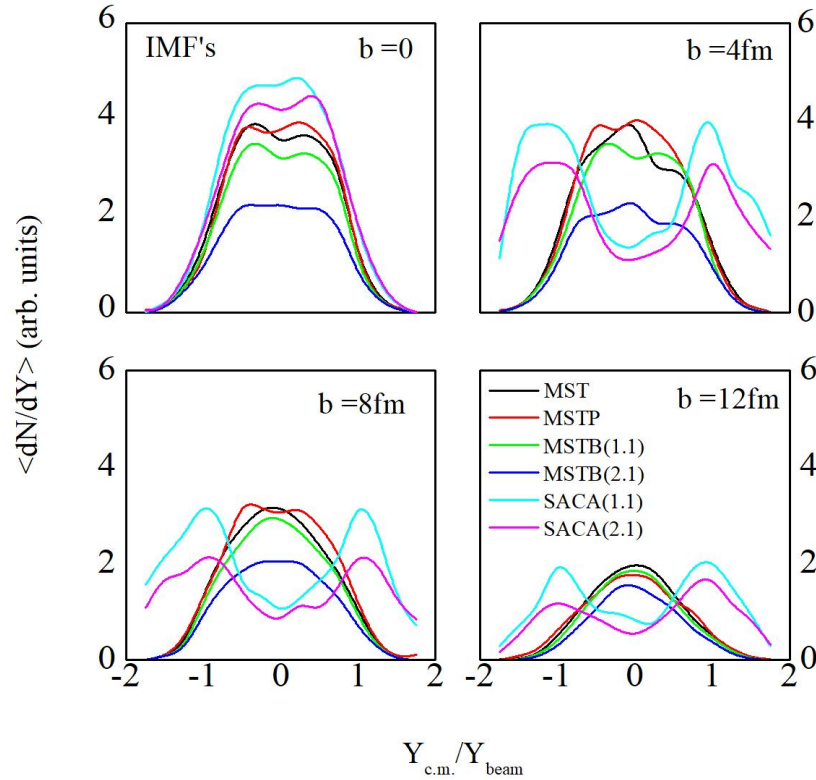 6
4
2
0
IMF's
b =0
b =4fm
6
4
2
0
<dN/dY> (arb. units)
6
4
2
0
-2
-1
0
1
2
b =8fm
b =12fm
MST
MSTP
MSTB(1.1)
MSTB(2.1)
SACA(1.1)
SACA(2.1)
-2
-1
0
1
2
6
4
2
0
Y_c.m./Y_beam